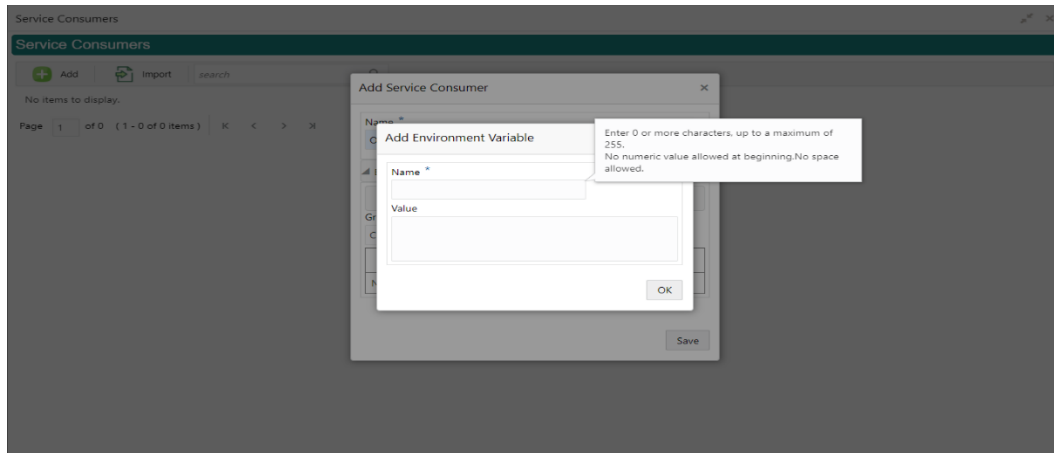 Service Consumers
Service Consumers
Add Import search
No items to display.
Page 1 of 0 (1 - 0 of 0 items)
Add Service Consumer
Name *
Add Environment Variable
Enter 0 or more characters, up to a maximum of
255.
No numeric value allowed at beginning.No space
allowed.
Name *
Value
Gr
OK
Save